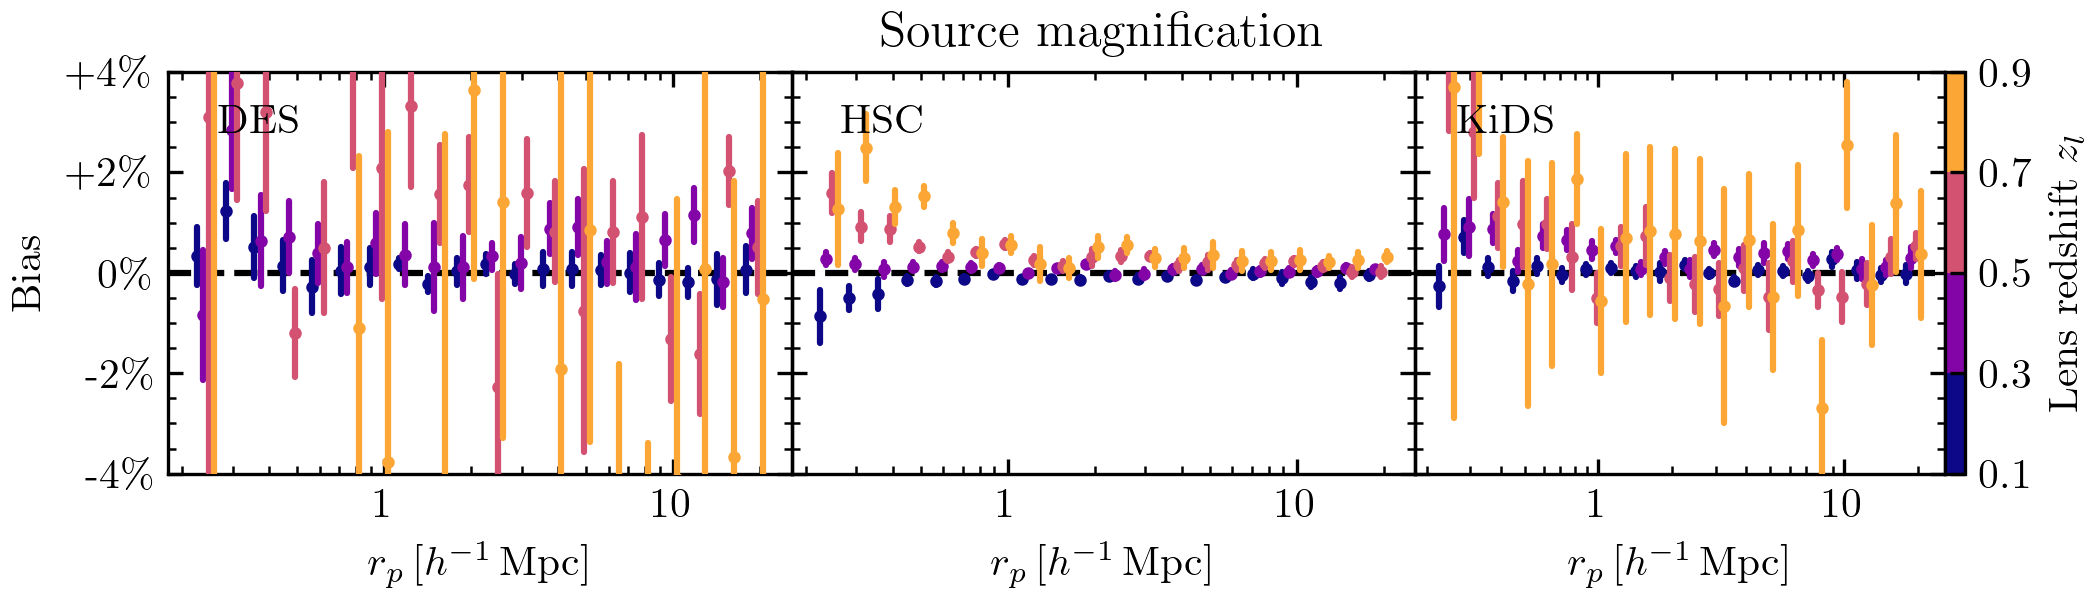 Source magnification
+4%
+2%
0%
-2%
-4%
Bias
DES
HSC
KiDS
0.9
0.7
0.5
0.3
0.1
Lens redshift z_l
1 10
1 10
1 10
r_p [h^{-1} Mpc]
r_p [h^{-1} Mpc]
r_p [h^{-1} Mpc]